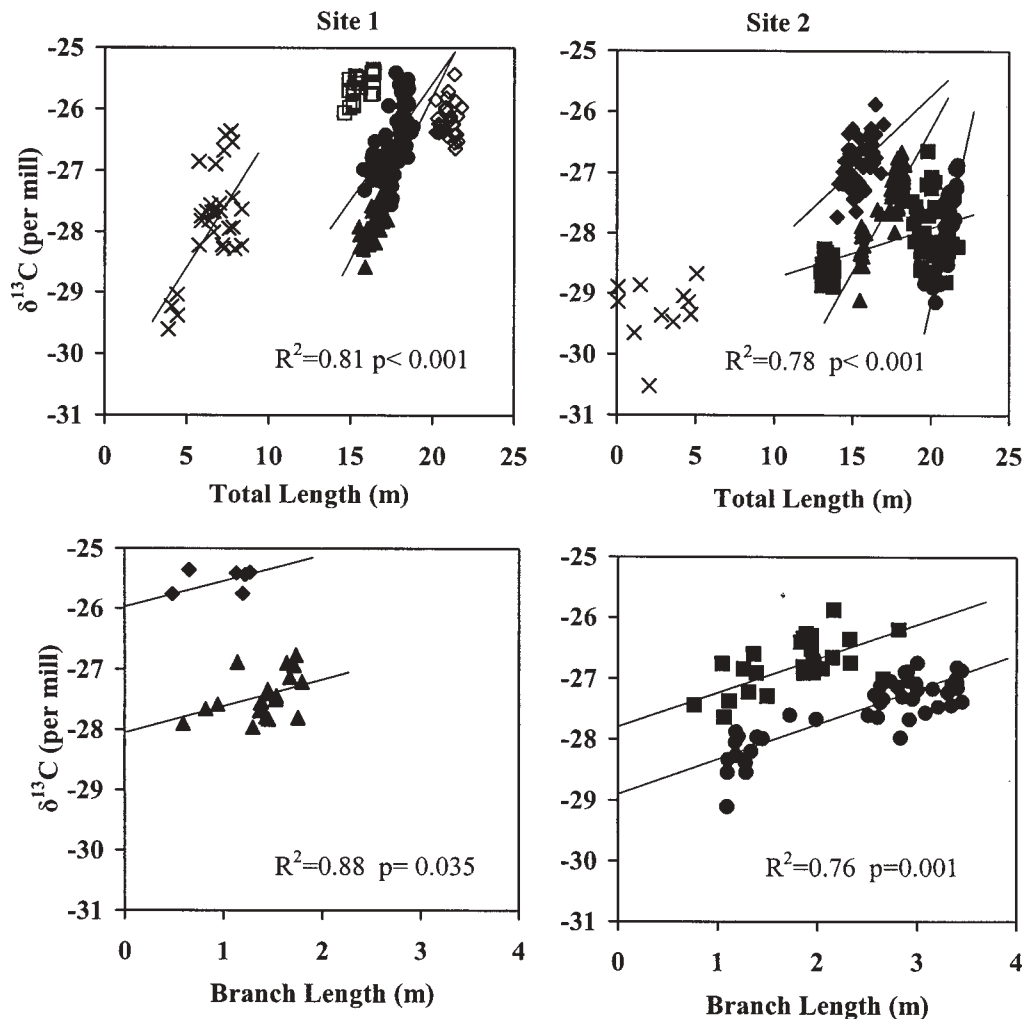 Site 1
Site 2
δ¹³C (per mill)
-25
-26
-27
-28
-29
-30
-31
R²=0.81 p< 0.001
0 5 10 15 20 25
Total Length (m)
-25
-26
-27
-28
-29
-30
-31
R²=0.78 p< 0.001
0 5 10 15 20 25
Total Length (m)
δ¹³C (per mill)
-25
-26
-27
-28
-29
-30
-31
R²=0.88 p= 0.035
0 1 2 3 4
Branch Length (m)
-25
-26
-27
-28
-29
-30
-31
R²=0.76 p=0.001
0 1 2 3 4
Branch Length (m)